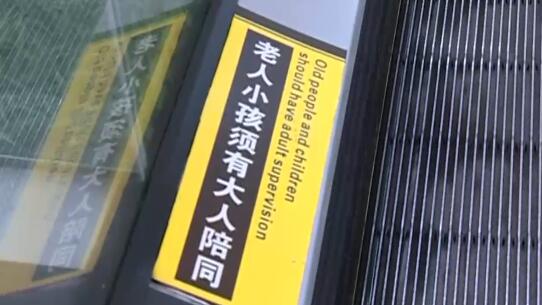 老人小孩须有大人陪同
Old people and children
should have adult supervision